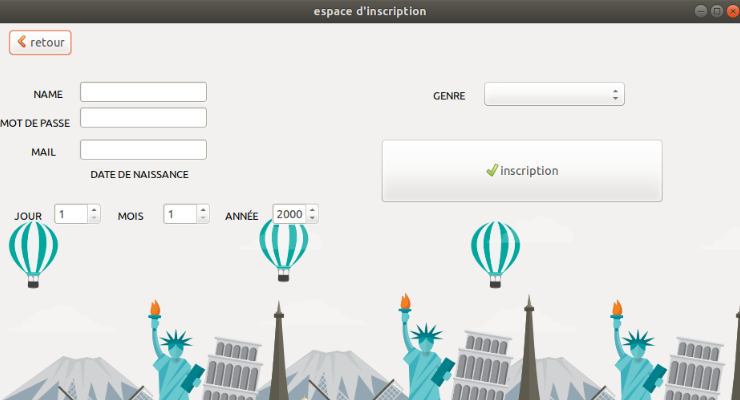 espace d'inscription
retour
NAME
GENRE
MOT DE PASSE
MAIL
inscription
DATE DE NAISSANCE
JOUR 1 MOIS 1 ANNÉE 2000